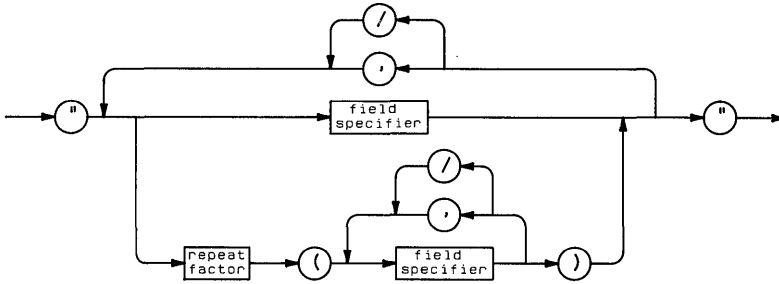 /
,
" field "
specifier
/
,
repeat ( field )
factor specifier